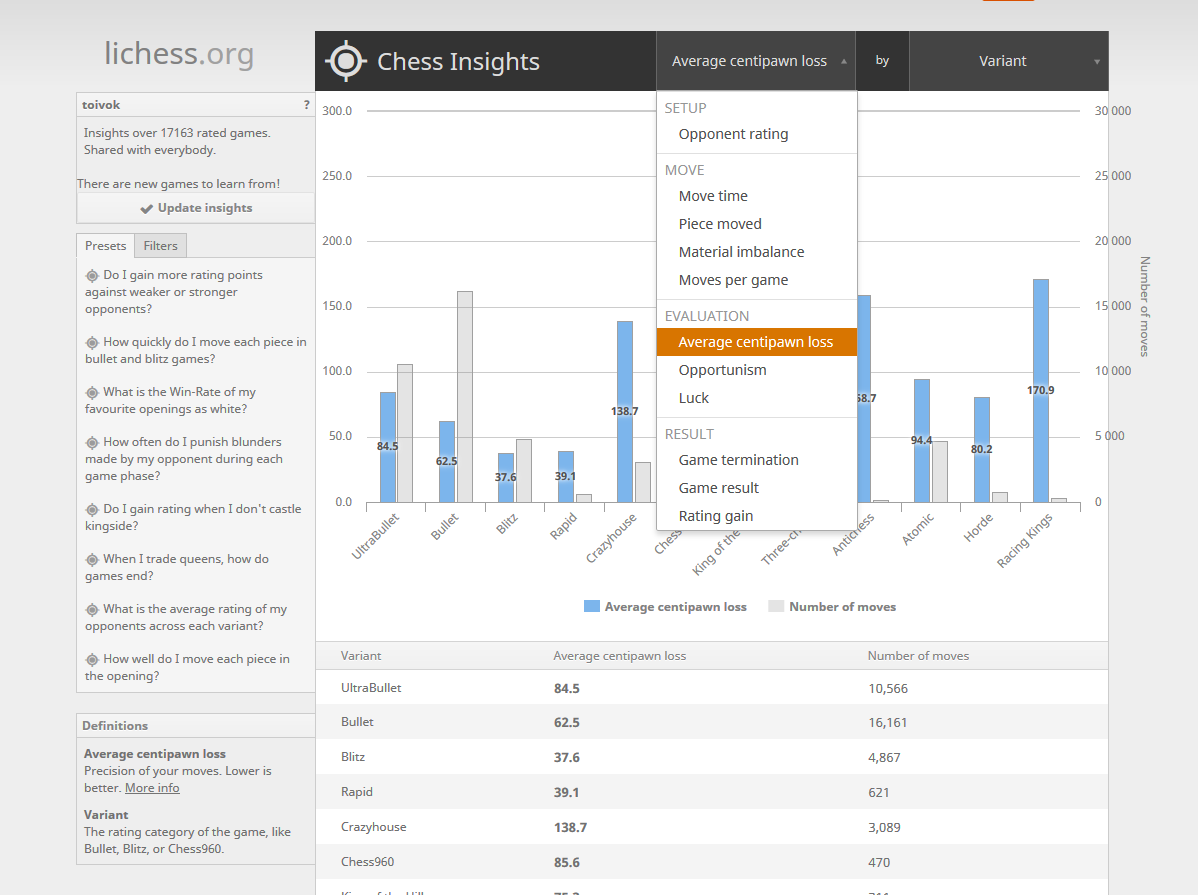 lichess.org
Chess Insights
Average centipawn loss
by
Variant
toivok
?
Insights over 17163 rated games.
Shared with everybody.
There are new games to learn from!
Update insights
Presets
Filters
Do I gain more rating points
against weaker or stronger
opponents?
How quickly do I move each piece in
bullet and blitz games?
What is the Win-Rate of my
favourite openings as white?
How often do I punish blunders
made by my opponent during each
game phase?
Do I gain rating when I don't castle
kingside?
When I trade queens, how do
games end?
What is the average rating of my
opponents across each variant?
How well do I move each piece in
the opening?
Definitions
Average centipawn loss
Precision of your moves. Lower is
better. More info
Variant
The rating category of the game, like
Bullet, Blitz, or Chess960.
SETUP
Opponent rating
MOVE
Move time
Piece moved
Material imbalance
Moves per game
EVALUATION
Average centipawn loss
Opportunism
Luck
RESULT
Game termination
Game result
Rating gain
300.0
250.0
200.0
150.0
100.0
50.0
0.0
30 000
25 000
20 000
15 000
10 000
5 000
0
Number of moves
84.5
62.5
37.6
39.1
138.7
58.7
94.4
80.2
170.9
UltraBullet
Bullet
Blitz
Rapid
Crazyhouse
Chess
King of the
Three-ch
Antichess
Atomic
Horde
Racing Kings
Average centipawn loss
Number of moves
Variant Average centipawn loss Number of moves
UltraBullet 84.5 10,566
Bullet 62.5 16,161
Blitz 37.6 4,867
Rapid 39.1 621
Crazyhouse 138.7 3,089
Chess960 85.6 470